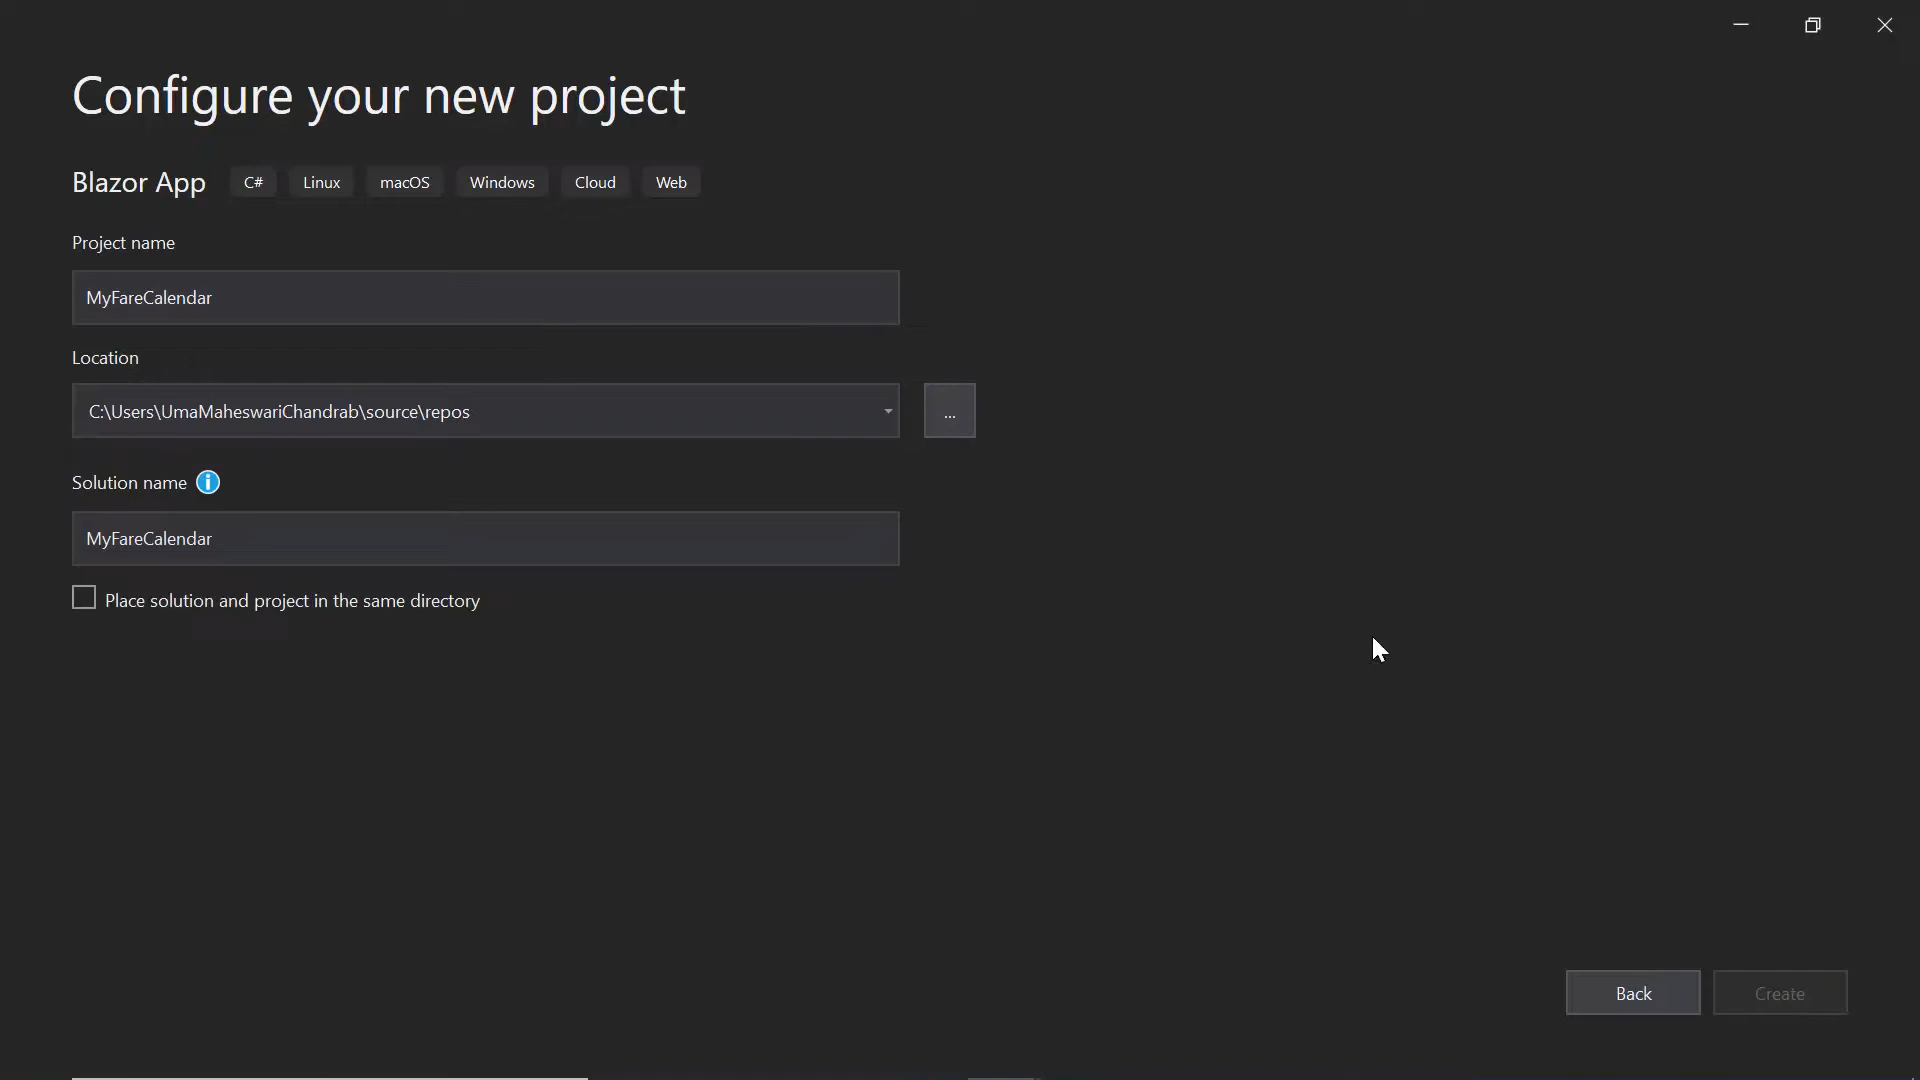 Configure your new project
Blazor App C# Linux macOS Windows Cloud Web
Project name
MyFareCalendar
Location
C:\Users\UmaMaheswariChandrab\source\repos
...
Solution name
MyFareCalendar
Place solution and project in the same directory
Back Create